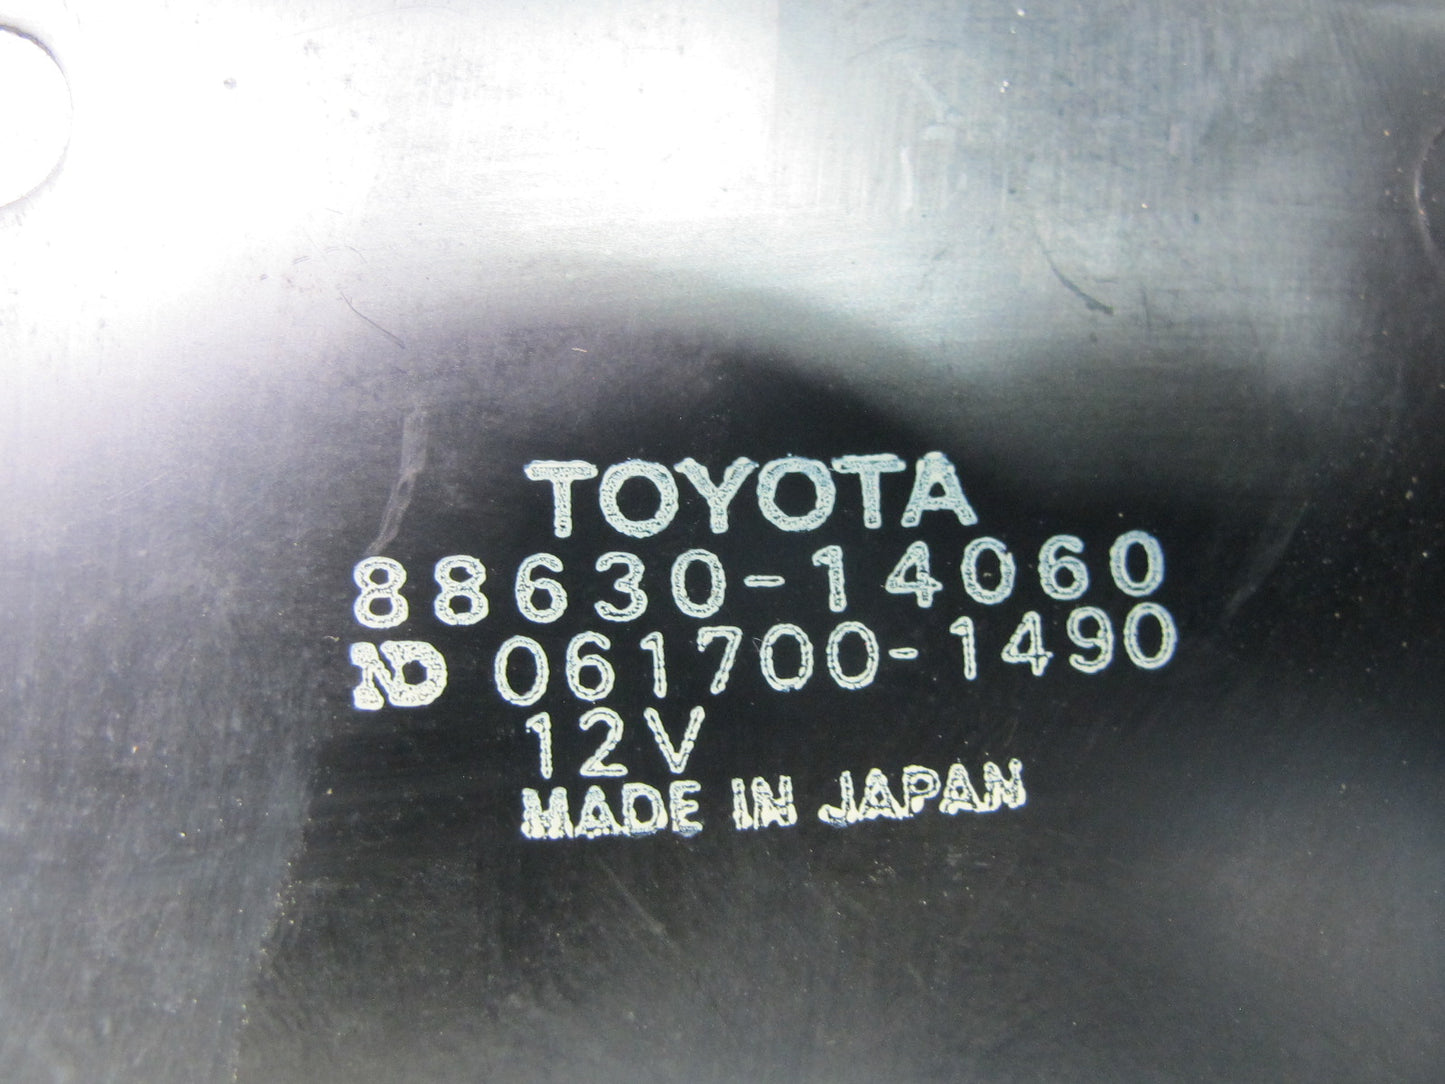 TOYOTA
88630-14060
ND 061700-1490
12V
MADE IN JAPAN